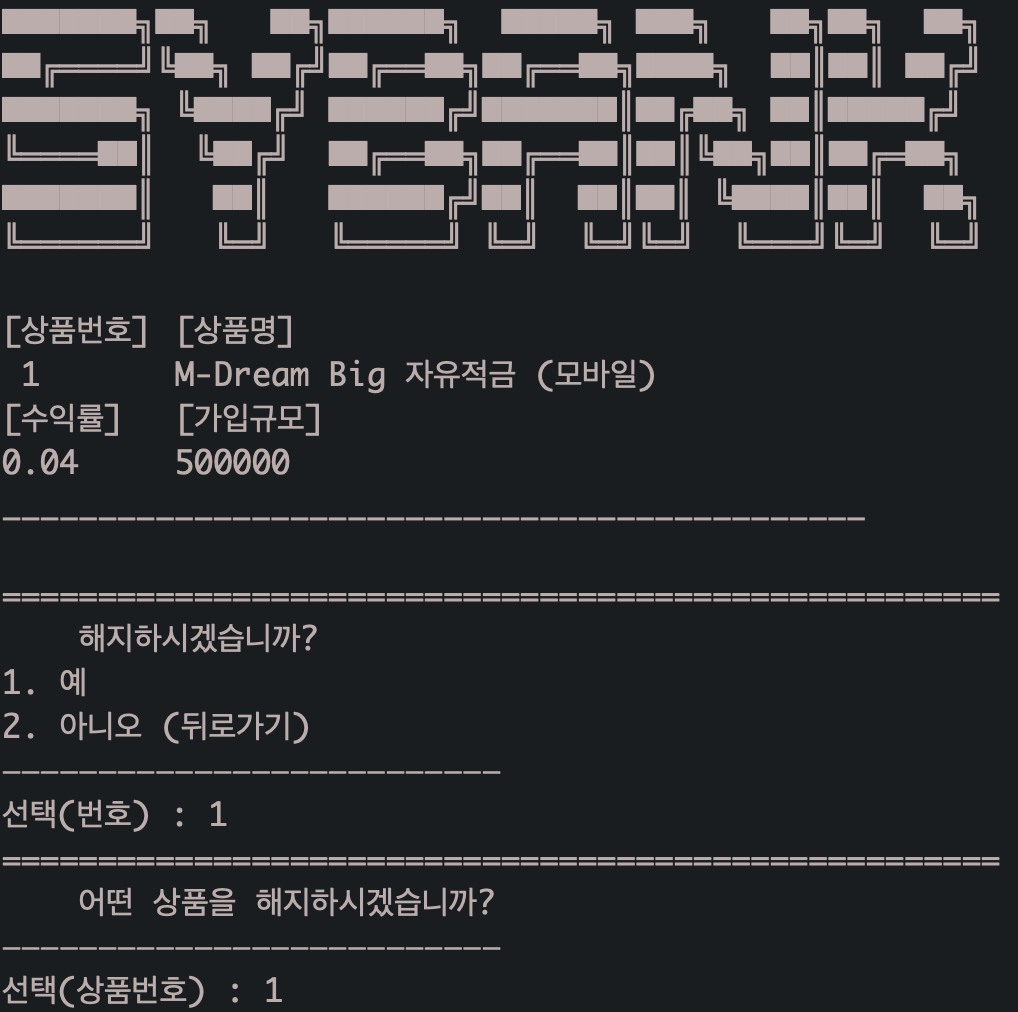 SYBANK
[상품번호] [상품명]
1 M-Dream Big 자유적금 (모바일)
[수익률] [가입규모]
0.04 500000
---------------------------------------------
====================================================
해지하시겠습니까?
1. 예
2. 아니오 (뒤로가기)
--------------------------
선택(번호) : 1
====================================================
어떤 상품을 해지하시겠습니까?
--------------------------
선택(상품번호) : 1